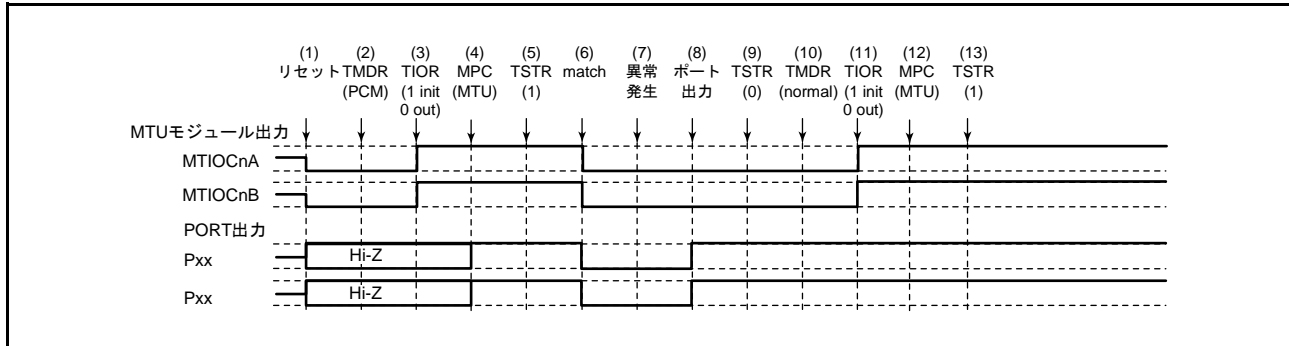 (1) (2) (3) (4) (5) (6) (7) (8) (9) (10) (11) (12) (13)
リセット TMDR TIOR MPC TSTR match 異常 ポート TSTR TMDR TIOR MPC TSTR
(PCM) (1 init (MTU) (1) 発生 出力 (0) (normal) (1 init (MTU) (1)
0 out) 0 out)
MTUモジュール出力
MTIOCnA
MTIOCnB
PORT出力
Pxx Hi-Z
Pxx Hi-Z